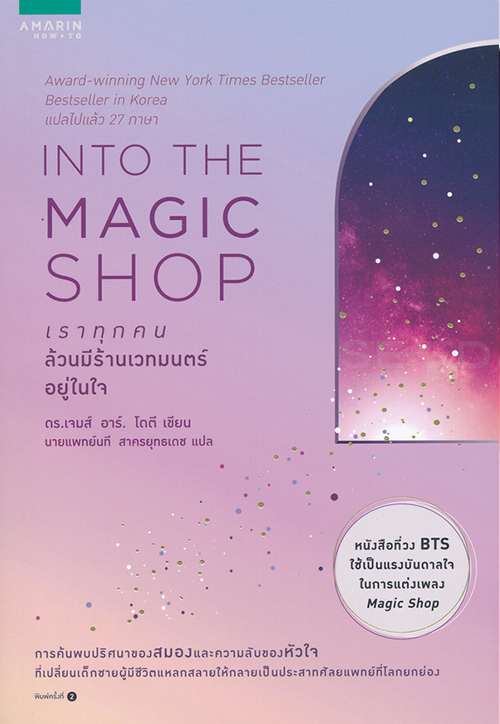 AMARIN
HOW•TO
Award-winning New York Times Bestseller
Bestseller in Korea
แปลไปแล้ว 27 ภาษา
INTO THE
MAGIC
SHOP
เราทุกคน
ล้วนมีร้านเวทมนตร์
อยู่ในใจ
ดร.เจมส์ อาร์. โดตี เขียน
นายแพทย์นที สาครยุทธเดช แปล
หนังสือที่วง BTS
ใช้เป็นแรงบันดาลใจ
ในการแต่งเพลง
Magic Shop
การค้นพบปริศนาของสมองและความลับของหัวใจ
ที่เปลี่ยนเด็กชายผู้มีชีวิตแหลกสลายให้กลายเป็นประสาทศัลยแพทย์ที่โลกยกย่อง
พิมพ์ครั้งที่ 2